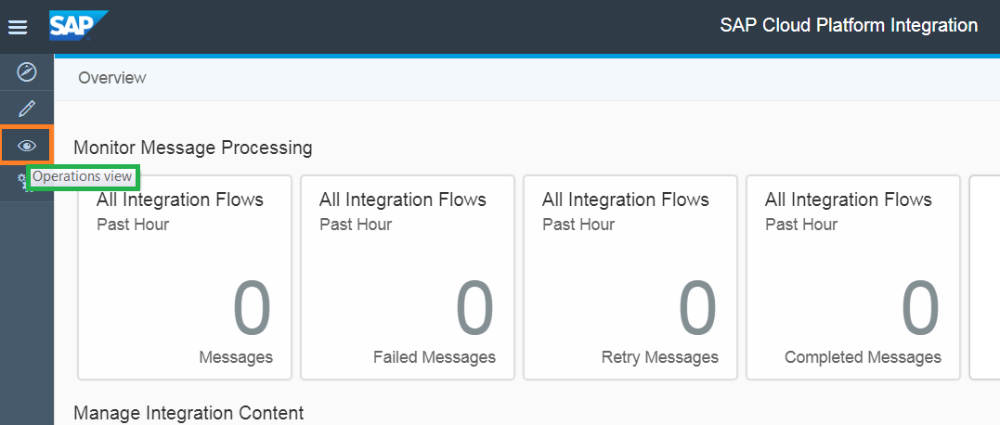 SAP
SAP Cloud Platform Integration
Overview
Monitor Message Processing
Operations view
All Integration Flows
Past Hour
0
Messages
All Integration Flows
Past Hour
0
Failed Messages
All Integration Flows
Past Hour
0
Retry Messages
All Integration Flows
Past Hour
0
Completed Messages
Manage Integration Content